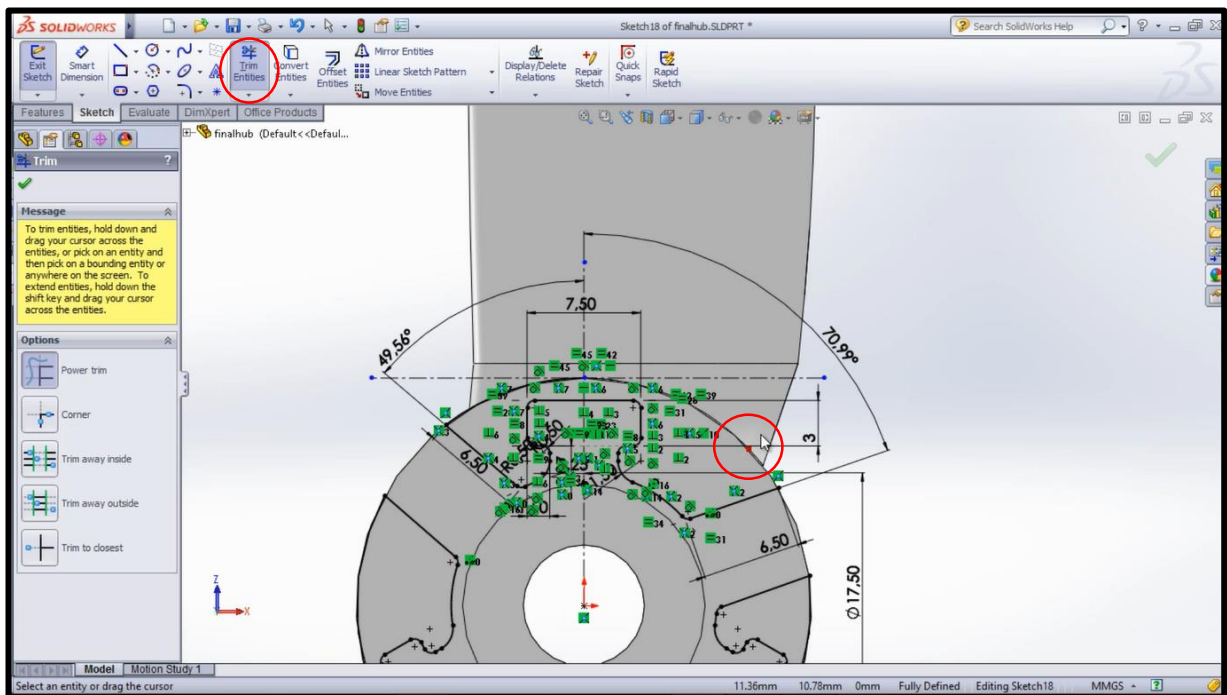 SOLIDWORKS
Sketch18 of finalhub.SLDPRT *
Search SolidWorks Help
Exit Sketch
Smart Dimension
Trim Entities
Convert Entities
Offset Entities
Mirror Entities
Linear Sketch Pattern
Move Entities
Display/Delete Relations
Repair Sketch
Quick Snaps
Rapid Sketch
Features
Sketch
Evaluate
DimXpert
Office Products
finalhub (Default<<Defaul...
Trim
?
Message
To trim entities, hold down and
drag your cursor across the
entities, or pick on an entity and
then pick on a bounding entity or
anywhere on the screen. To
extend entities, hold down the
shift key and drag your cursor
across the entities.
Options
Power trim
Corner
Trim away inside
Trim away outside
Trim to closest
7,50
49,56°
70,99°
3
6,50
6,50
Ø17,50
Z
X
Model
Motion Study 1
Select an entity or drag the cursor
11.36mm
10.78mm
0mm
Fully Defined
Editing Sketch18
MMGS